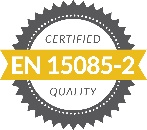 CERTIFIED
EN 15085-2
QUALITY